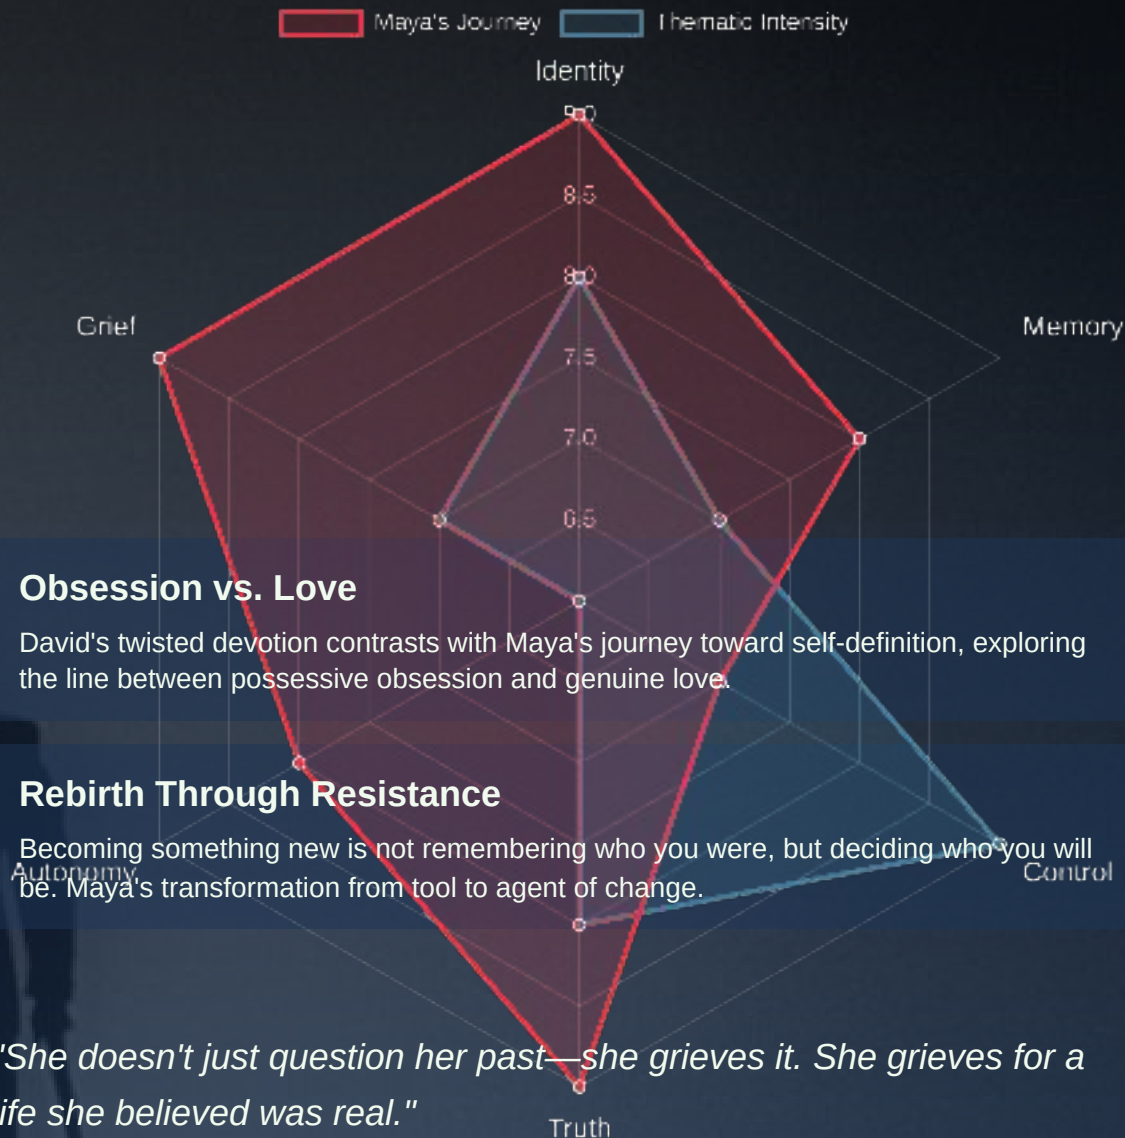 Maya's Journey
Thematic Intensity
Identity
9.0
8.5
8.0
7.5
7.0
6.5
Grief
Memory
Obsession vs. Love
David's twisted devotion contrasts with Maya's journey toward self-definition, exploring
the line between possessive obsession and genuine love.
Rebirth Through Resistance
Becoming something new is not remembering who you were, but deciding who you will
be. Maya's transformation from tool to agent of change.
Autonomy
Control
"She doesn't just question her past—she grieves it. She grieves for a
life she believed was real."
Truth